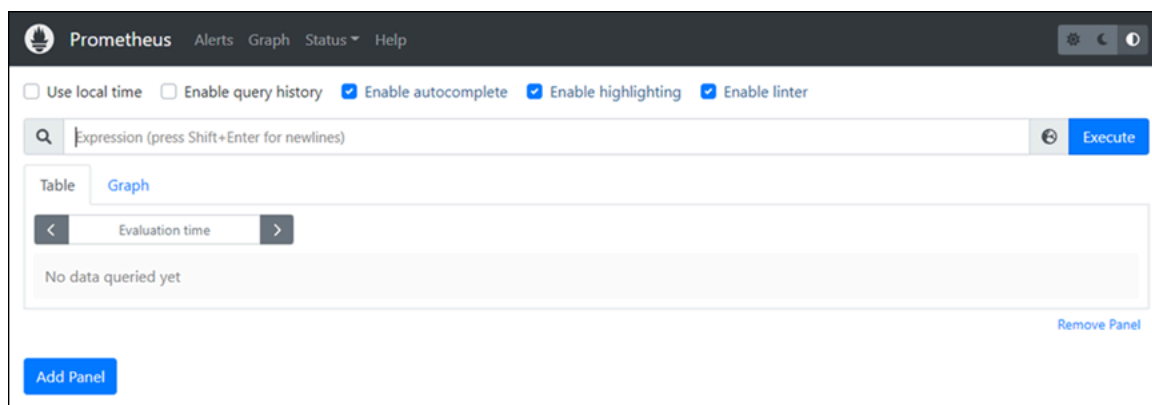 Prometheus Alerts Graph Status Help
Use local time Enable query history Enable autocomplete Enable highlighting Enable linter
Expression (press Shift+Enter for newlines) Execute
Table Graph
Evaluation time
No data queried yet
Remove Panel
Add Panel